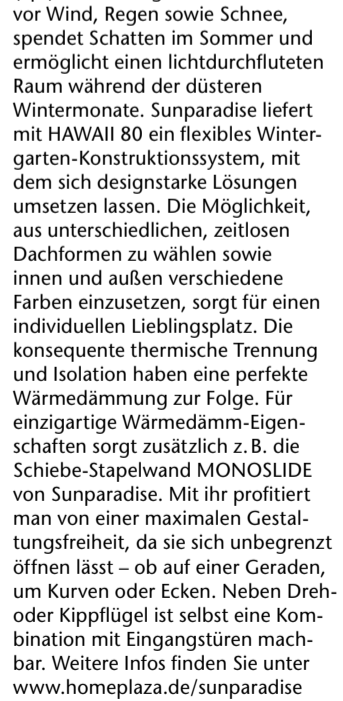 vor Wind, Regen sowie Schnee,
spendet Schatten im Sommer und
ermöglicht einen lichtdurchfluteten
Raum während der düsteren
Wintermonate. Sunparadise liefert
mit HAWAII 80 ein flexibles Winter-
garten-Konstruktionssystem, mit
dem sich designstarke Lösungen
umsetzen lassen. Die Möglichkeit,
aus unterschiedlichen, zeitlosen
Dachformen zu wählen sowie
innen und außen verschiedene
Farben einzusetzen, sorgt für einen
individuellen Lieblingsplatz. Die
konsequente thermische Trennung
und Isolation haben eine perfekte
Wärmedämmung zur Folge. Für
einzigartige Wärmedämm-Eigen-
schaften sorgt zusätzlich z. B. die
Schiebe-Stapelwand MONOSLIDE
von Sunparadise. Mit ihr profitiert
man von einer maximalen Gestal-
tungsfreiheit, da sie sich unbegrenzt
öffnen lässt – ob auf einer Geraden,
um Kurven oder Ecken. Neben Dreh-
oder Kippflügel ist selbst eine Kom-
bination mit Eingangstüren mach-
bar. Weitere Infos finden Sie unter
www.homeplaza.de/sunparadise